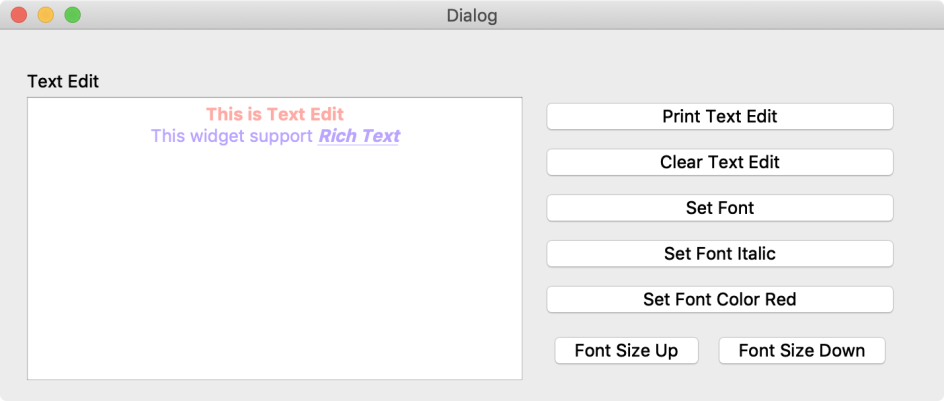 Dialog
Text Edit
This is Text Edit
This widget support Rich Text
Print Text Edit
Clear Text Edit
Set Font
Set Font Italic
Set Font Color Red
Font Size Up
Font Size Down